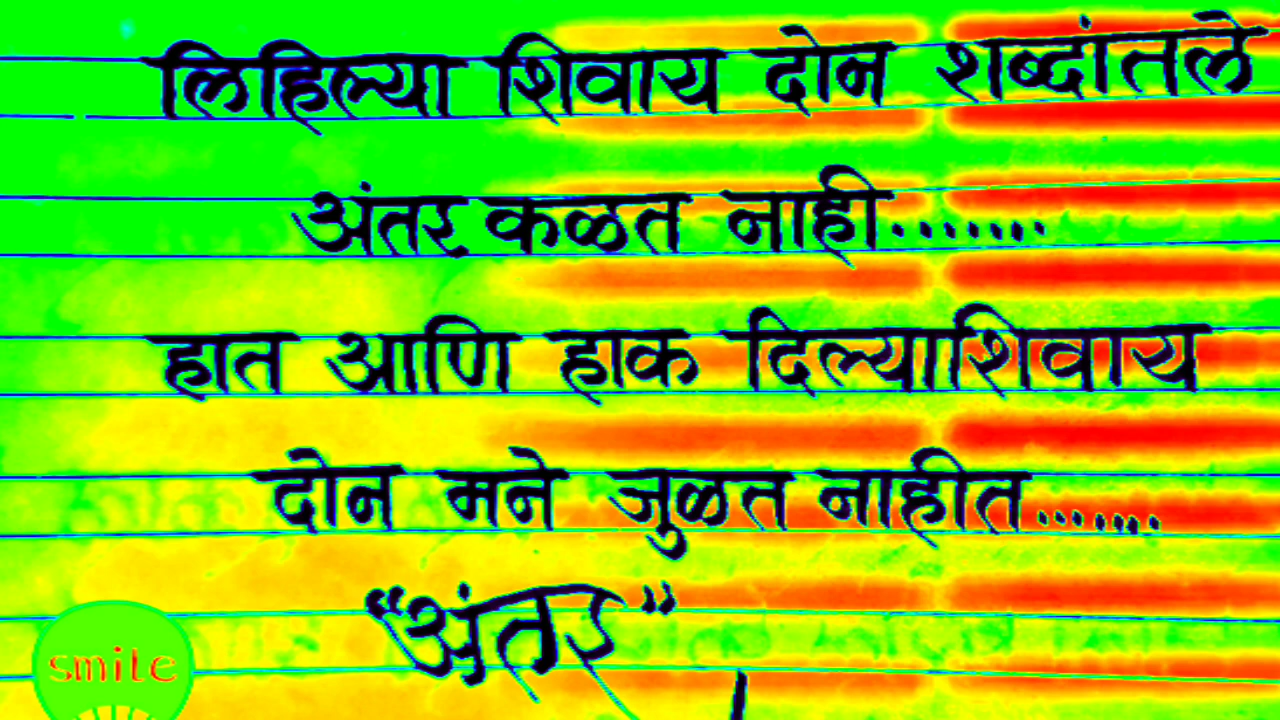 लिहिल्या शिवाय दोन शब्दांतले
अंतर कळत नाही.......
हात आणि हाक दिल्याशिवाय
दोन मने जुळत नाहीत.......
"अंतर"
smile